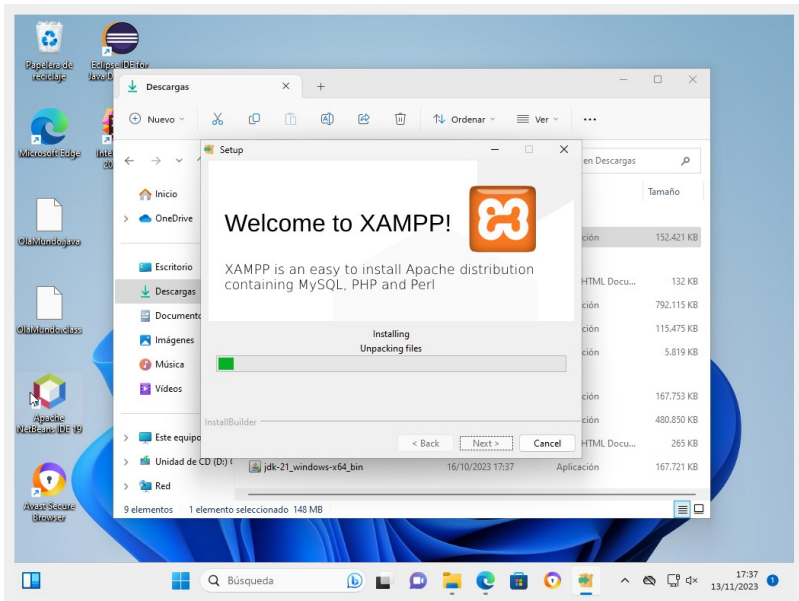 Papelera de
reciclaje
Eclipse IDE for
Java D
Microsoft Edge
Inte
20
OlaMundo.java
OlaMundo.class
Apache
NetBeans IDE 19
Avast Secure
Browser
Descargas
Nuevo
Ordenar
Ver
en Descargas
Inicio
OneDrive
Escritorio
Descargas
Documento
Imágenes
Música
Vídeos
Este equipo
Unidad de CD (D:) (
Red
Tamaño
ción 152.421 KB
HTML Docu... 132 KB
ción 792.115 KB
ción 115.475 KB
ción 5.819 KB
ción 167.753 KB
ción 480.850 KB
HTML Docu... 265 KB
jdk-21_windows-x64_bin 16/10/2023 17:37 Aplicación 167.721 KB
9 elementos 1 elemento seleccionado 148 MB
Setup
Welcome to XAMPP!
XAMPP is an easy to install Apache distribution
containing MySQL, PHP and Perl
Installing
Unpacking files
InstallBuilder
< Back Next > Cancel
Búsqueda
17:37
13/11/2023
1